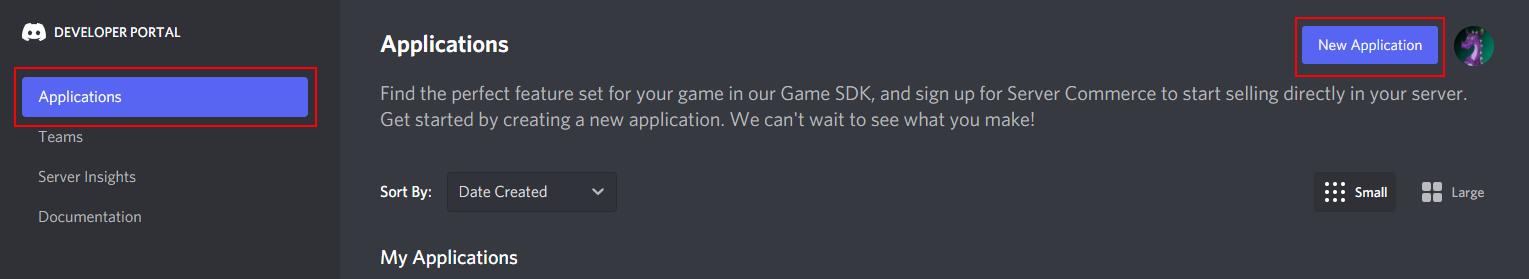 DEVELOPER PORTAL
Applications
Teams
Server Insights
Documentation
Applications
New Application
Find the perfect feature set for your game in our Game SDK, and sign up for Server Commerce to start selling directly in your server.
Get started by creating a new application. We can't wait to see what you make!
Sort By: Date Created
Small Large
My Applications